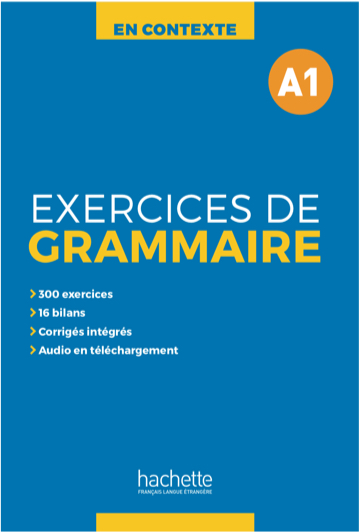 EN CONTEXTE
A1
EXERCICES DE
GRAMMAIRE
300 exercices
16 bilans
Corrigés intégrés
Audio en téléchargement
hachette
FRANÇAIS LANGUE ÉTRANGÈRE